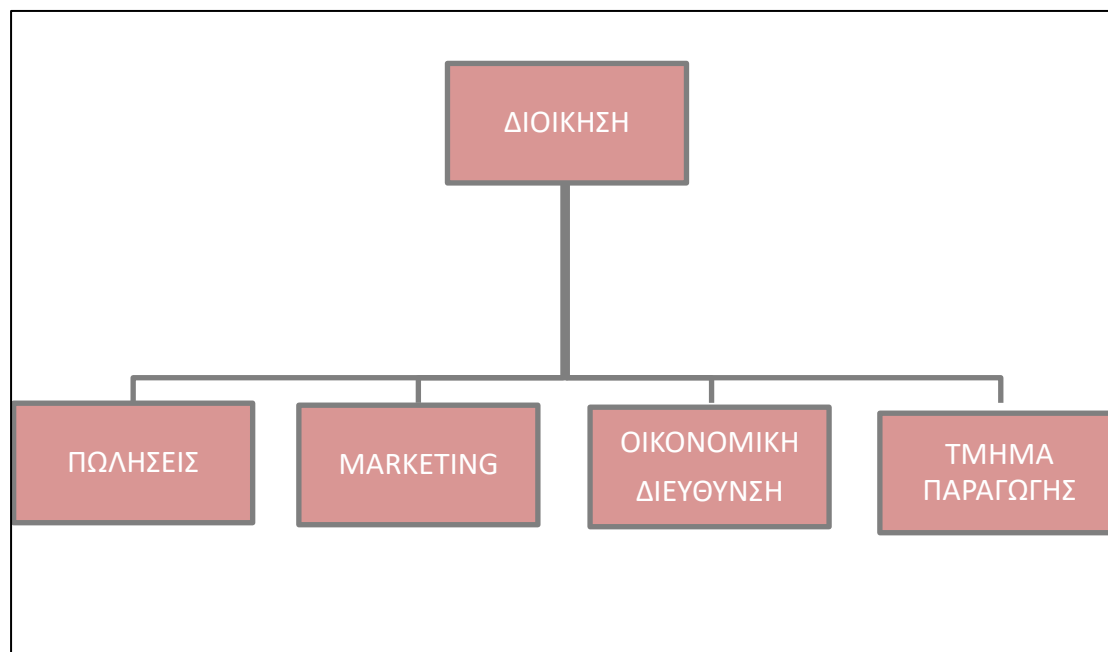 ΔΙΟΙΚΗΣΗ
ΠΩΛΗΣΕΙΣ
MARKETING
ΟΙΚΟΝΟΜΙΚΗ
ΔΙΕΥΘΥΝΣΗ
ΤΜΗΜΑ
ΠΑΡΑΓΩΓΗΣ